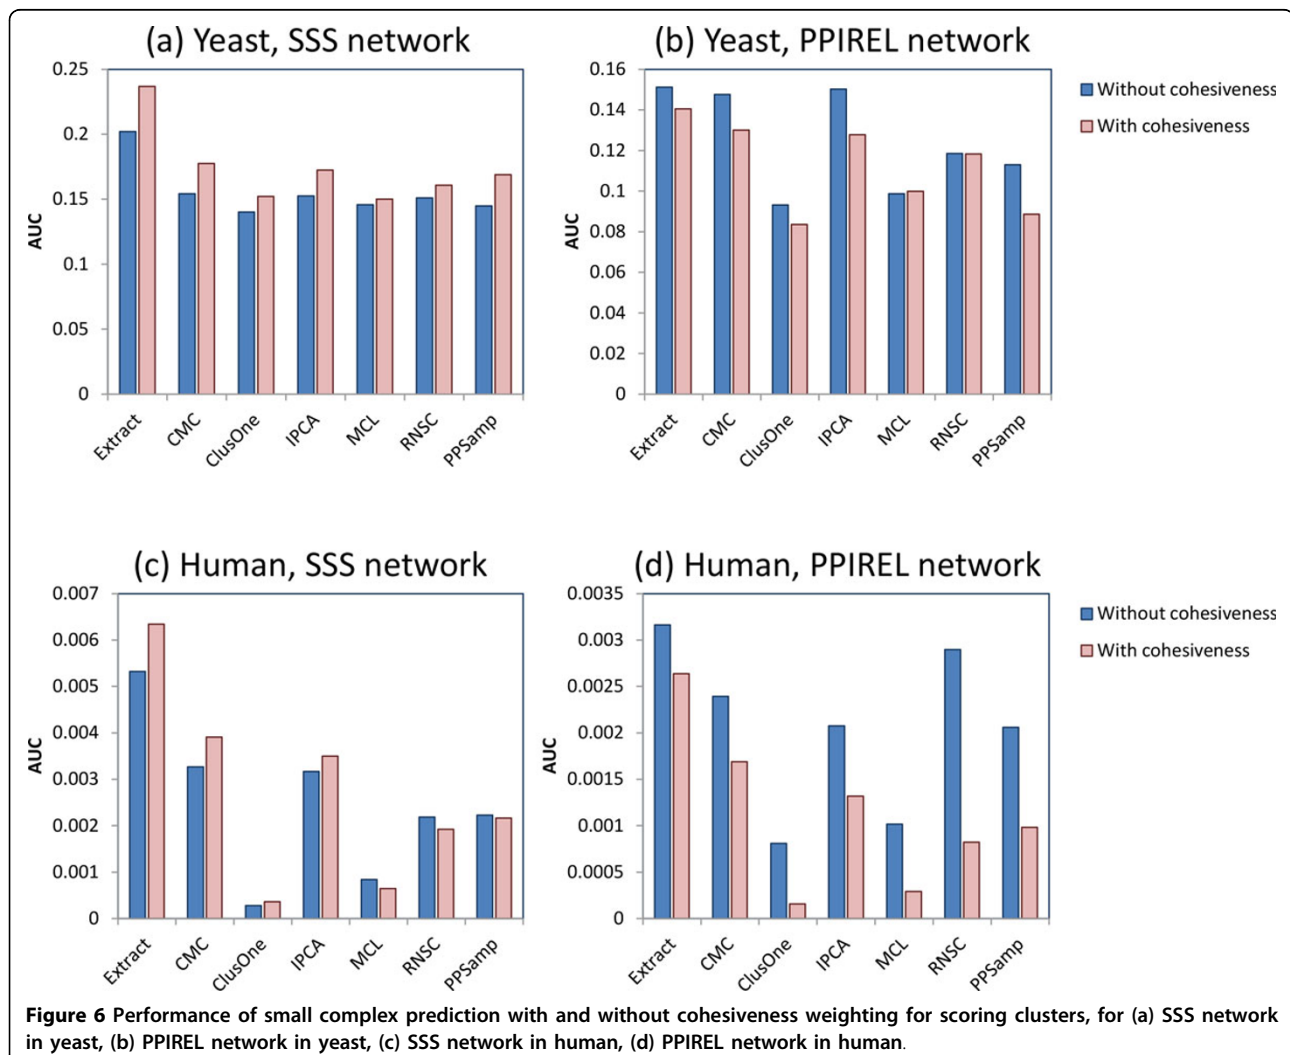 (a) Yeast, SSS network
0.25
0.2
0.15
0.1
0.05
0
AUC
Extract
CMC
ClusOne
IPCA
MCL
RNSC
PPSamp
(b) Yeast, PPIREL network
0.16
0.14
0.12
0.1
0.08
0.06
0.04
0.02
0
AUC
Extract
CMC
ClusOne
IPCA
MCL
RNSC
PPSamp
Without cohesiveness
With cohesiveness
(c) Human, SSS network
0.007
0.006
0.005
0.004
0.003
0.002
0.001
0
AUC
Extract
CMC
ClusOne
IPCA
MCL
RNSC
PPSamp
(d) Human, PPIREL network
0.0035
0.003
0.0025
0.002
0.0015
0.001
0.0005
0
AUC
Extract
CMC
ClusOne
IPCA
MCL
RNSC
PPSamp
Without cohesiveness
With cohesiveness
Figure 6 Performance of small complex prediction with and without cohesiveness weighting for scoring clusters, for (a) SSS network
in yeast, (b) PPIREL network in yeast, (c) SSS network in human, (d) PPIREL network in human.